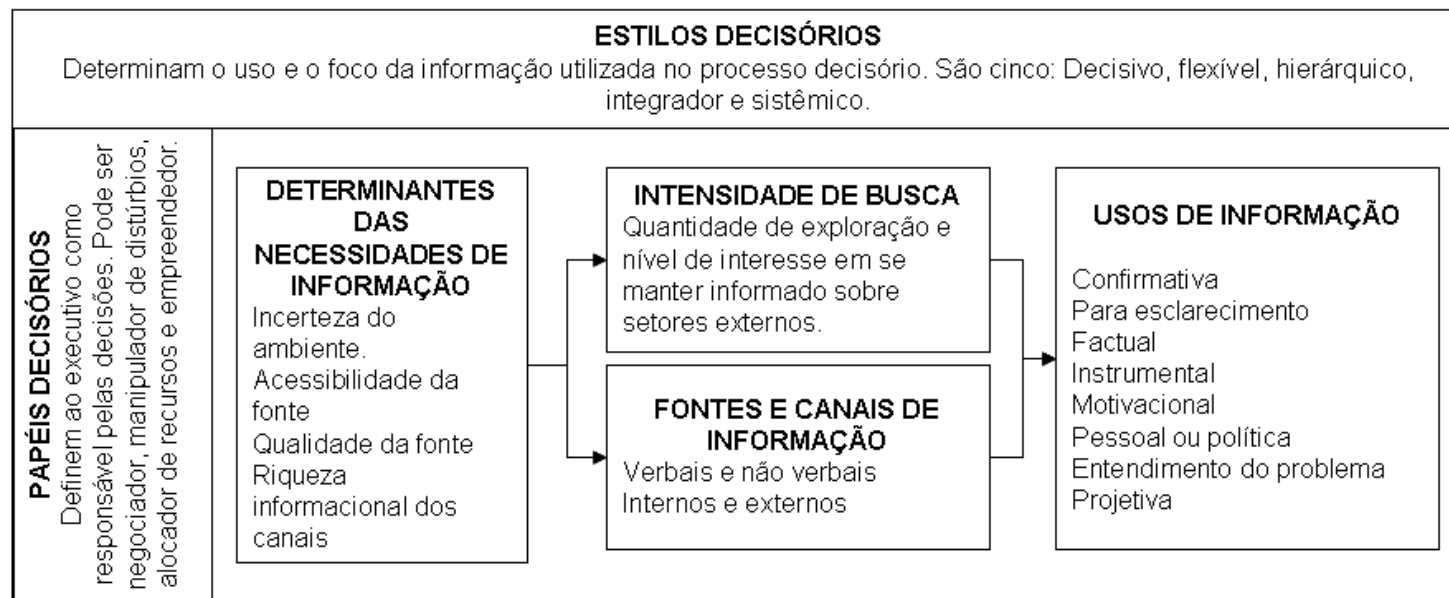 ESTILOS DECISÓRIOS
Determinam o uso e o foco da informação utilizada no processo decisório. São cinco: Decisivo, flexível, hierárquico,
integrador e sistêmico.
PAPÉIS DECISÓRIOS
Definem ao executivo como
responsável pelas decisões. Pode ser
negociador, manipulador de distúrbios,
alocador de recursos e empreendedor.
DETERMINANTES
DAS
NECESSIDADES DE
INFORMAÇÃO
Incerteza do
ambiente.
Acessibilidade da
fonte
Qualidade da fonte
Riqueza
informacional dos
canais
INTENSIDADE DE BUSCA
Quantidade de exploração e
nível de interesse em se
manter informado sobre
setores externos.
FONTES E CANAIS DE
INFORMAÇÃO
Verbais e não verbais
Internos e externos
USOS DE INFORMAÇÃO
Confirmativa
Para esclarecimento
Factual
Instrumental
Motivacional
Pessoal ou política
Entendimento do problema
Projetiva